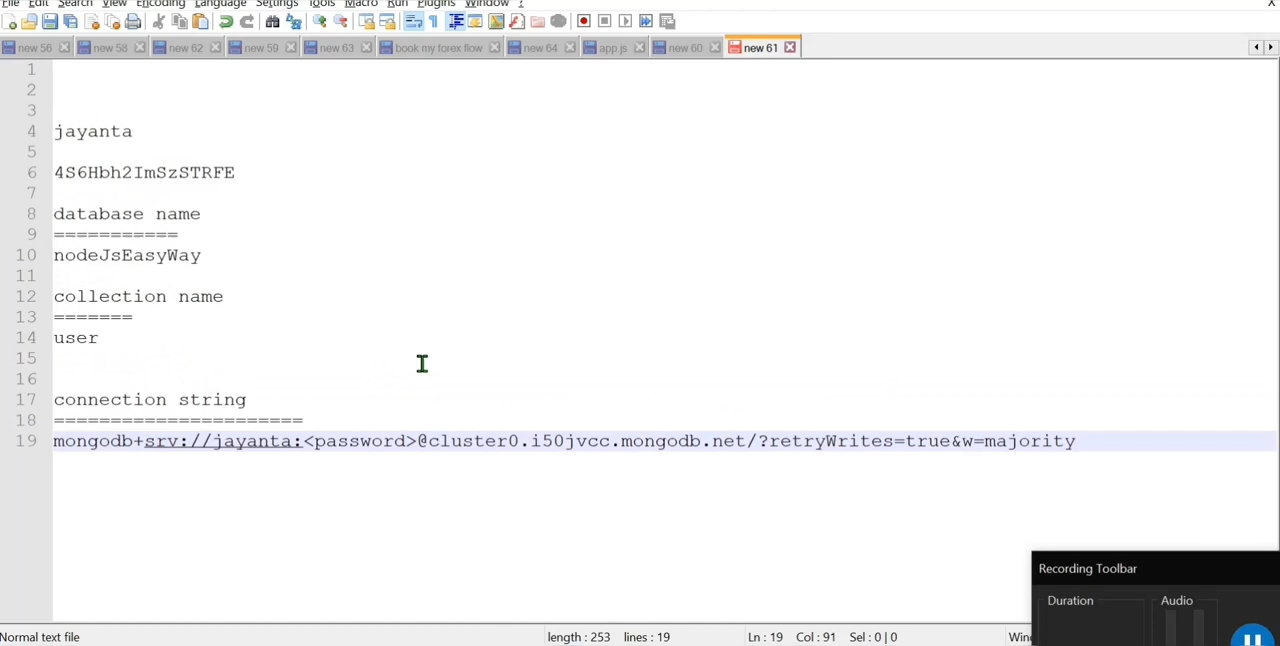 File Edit Search View Encoding Language Settings Tools Macro Run Plugins Window ?
new 56 new 58 new 62 new 59 new 63 book my forex flow new 64 app js new 60 new 61
1
2
3
4 jayanta
5
6 4S6Hbh2ImSzSTRFE
7
8 database name
9 ===========
10 nodeJsEasyWay
11
12 collection name
13 =======
14 user
15
16
17 connection string
18 ======================
19 mongodb+srv://jayanta:<password>@cluster0.i50jvcc.mongodb.net/?retryWrites=true&w=majority
Recording Toolbar
Duration Audio
Normal text file length : 253 lines : 19 Ln : 19 Col : 91 Sel : 0 | 0